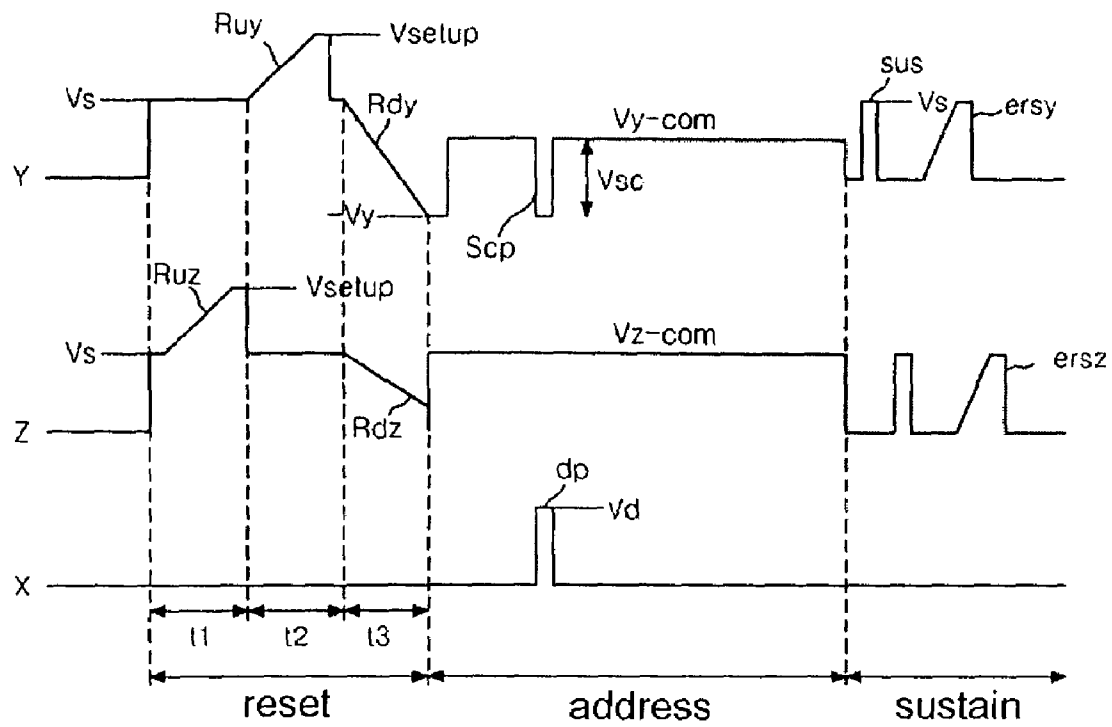 Ruy
Vsetup
sus
Vs
Rdy
Vs
ersy
Vy-com
Y
Vsc
-Vy
Scp
Ruz
Vsetup
Vz-com
Vs
ersz
Rdz
Z
dp
Vd
X
t1 t2 t3
reset address sustain